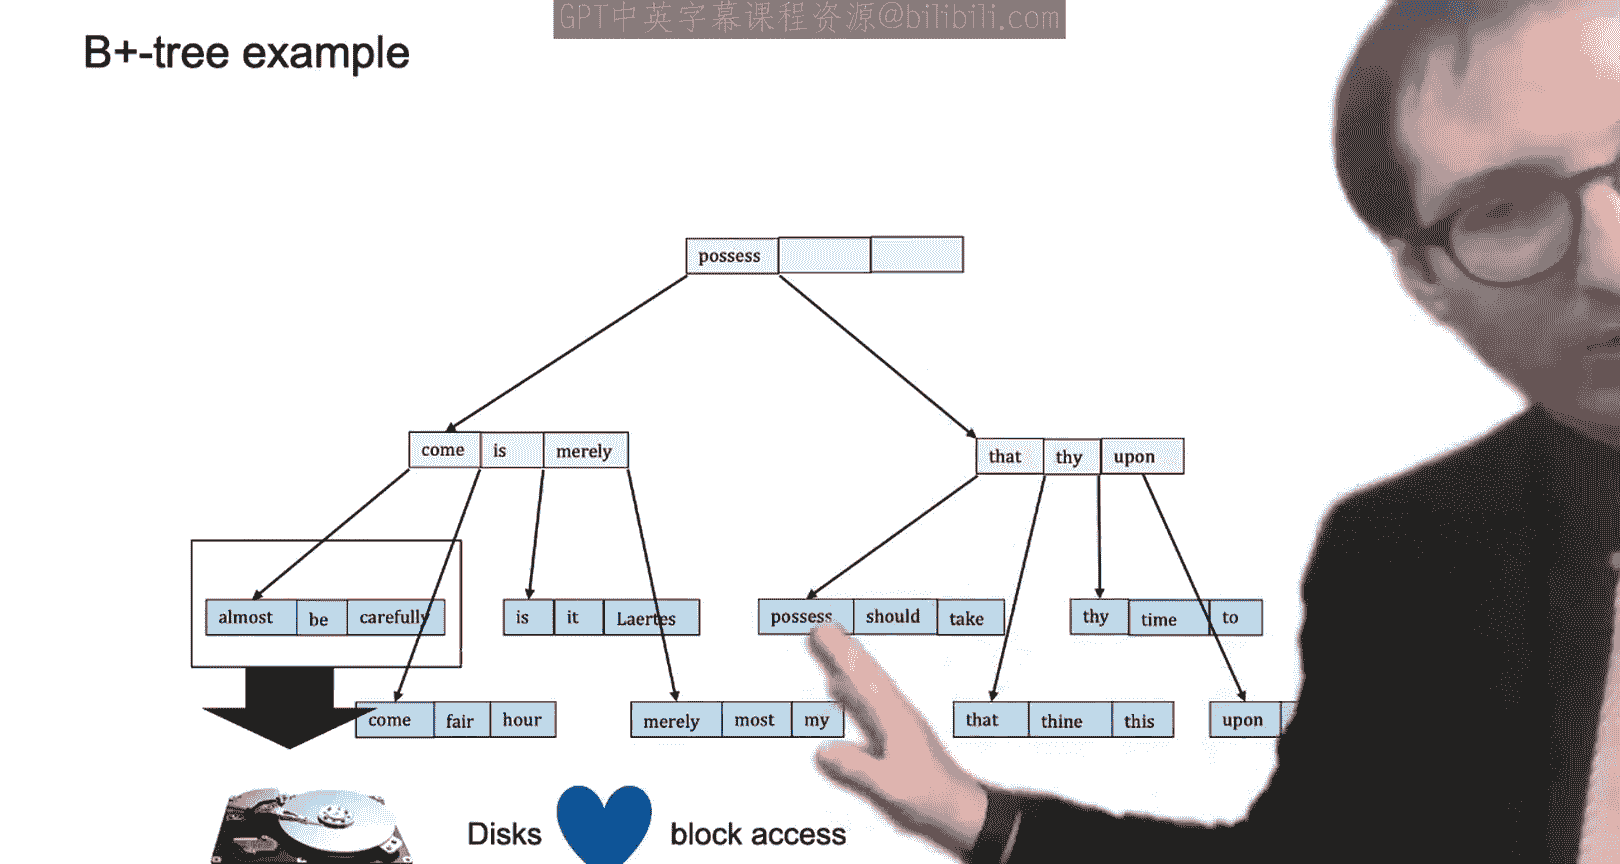 GPT中英字幕课程资源@bilibili.com
B+-tree example
possess
come is merely
that thy upon
almost be carefully
is it Laertes
possess should take
thy time to
come fair hour
merely most my
that thine this
upon
Disks block access